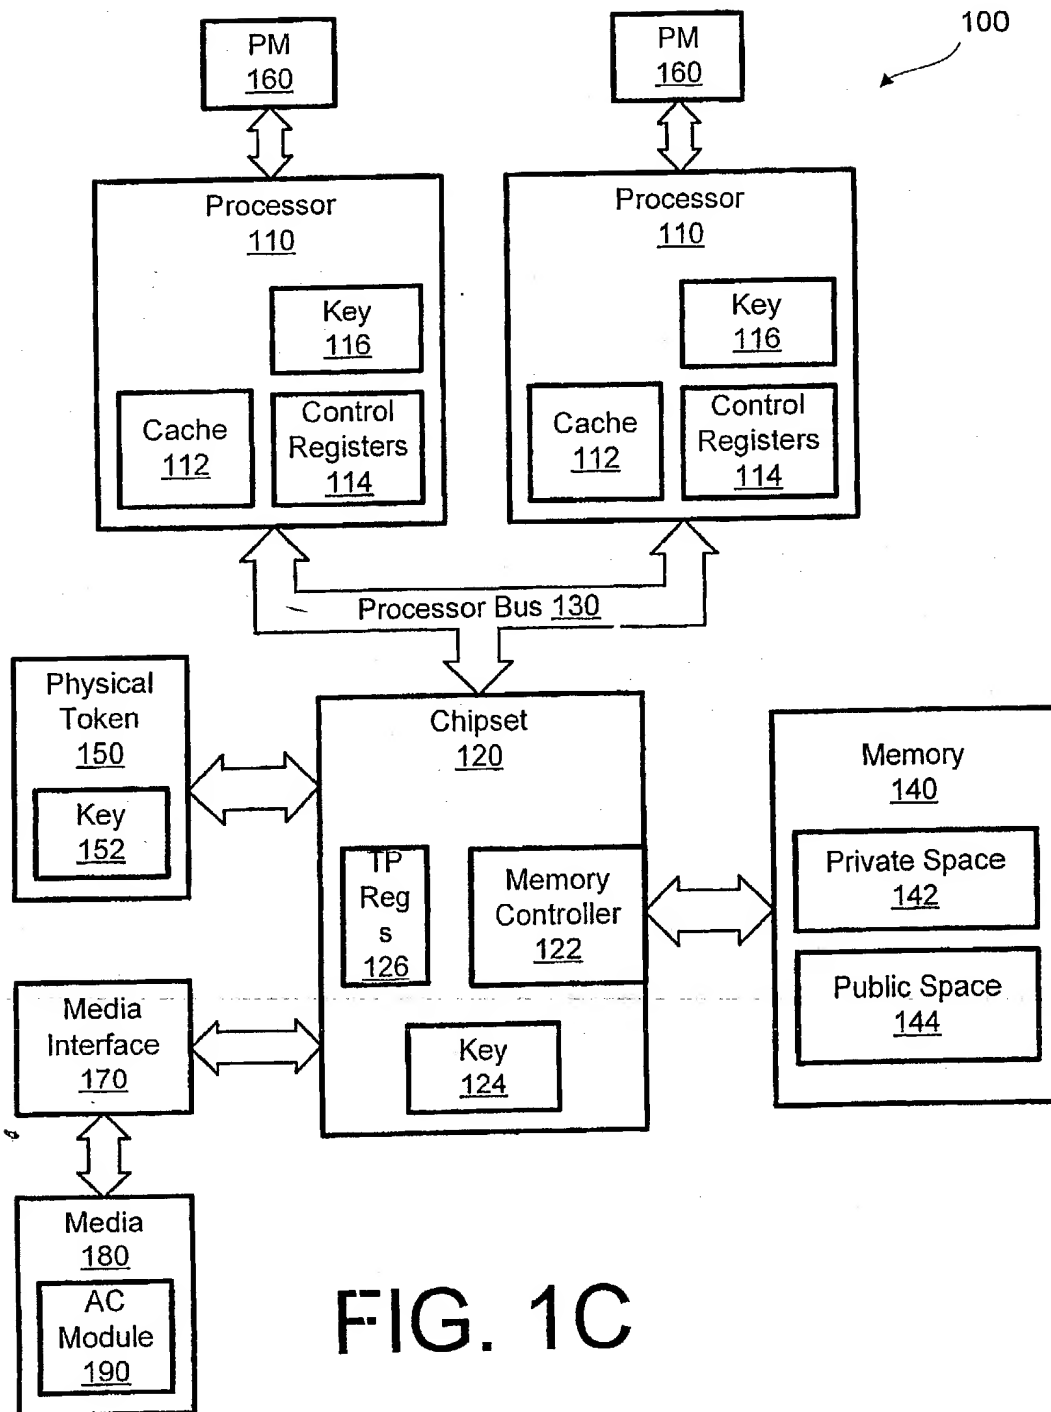 100
PM
160
PM
160
Processor
110
Key
116
Cache
112
Control
Registers
114
Processor
110
Key
116
Cache
112
Control
Registers
114
Processor Bus 130
Physical
Token
150
Key
152
Chipset
120
TP
Reg
s
126
Memory
Controller
122
Key
124
Memory
140
Private Space
142
Public Space
144
Media
Interface
170
Media
180
AC
Module
190
FIG. 1C